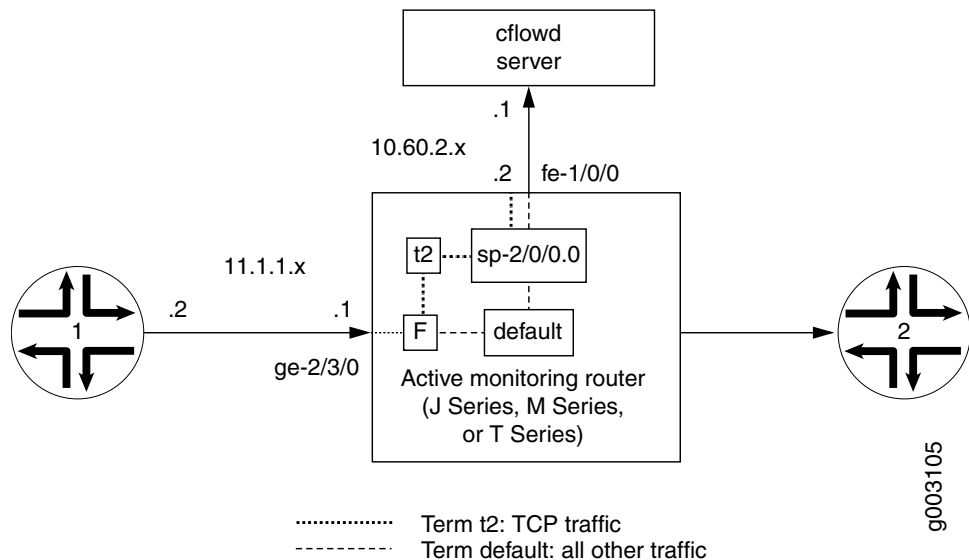 cflowd
server
.1
10.60.2.x
.2
fe-1/0/0
t2
sp-2/0/0.0
11.1.1.x
1
.2
.1
F
default
2
ge-2/3/0
Active monitoring router
(J Series, M Series,
or T Series)
g003105
Term t2: TCP traffic
Term default: all other traffic